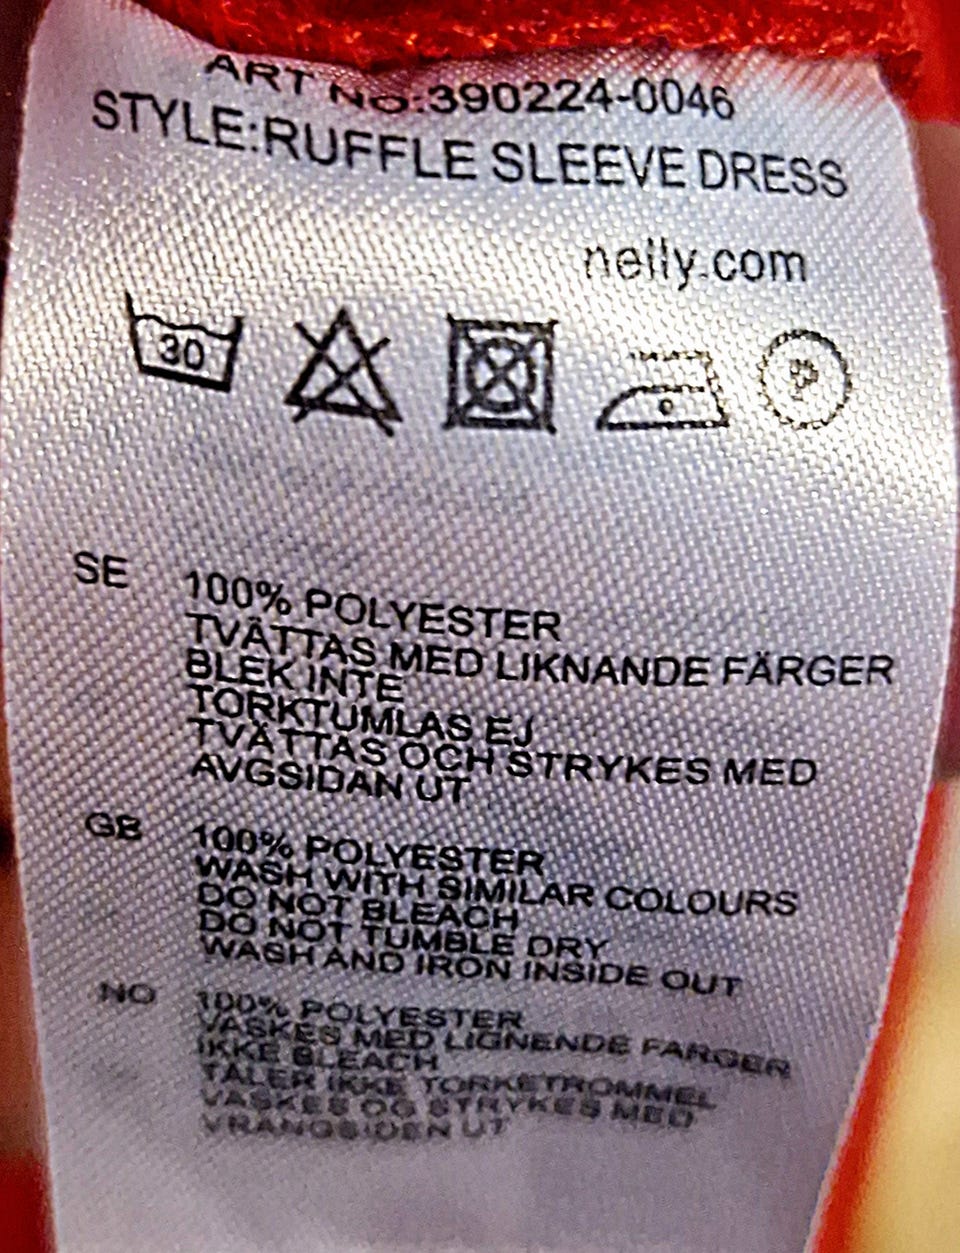 ART NO:390224-0046
STYLE:RUFFLE SLEEVE DRESS
nelly.com
30
P
SE
100% POLYESTER
TVÄTTAS MED LIKNANDE FÄRGER
BLEK INTE
TORKTUMLAS EJ
TVÄTTAS OCH STRYKES MED
AVGSIDAN UT
GB
100% POLYESTER
WASH WITH SIMILAR COLOURS
DO NOT BLEACH
DO NOT TUMBLE DRY
WASH AND IRON INSIDE OUT
NO
100% POLYESTER
VASKES MED LIGNENDE FARGER
IKKE BLEACH
TALER IKKE TORKETROMMEL
VASKES OG STRYKES MED
VRANGSIDEN UT